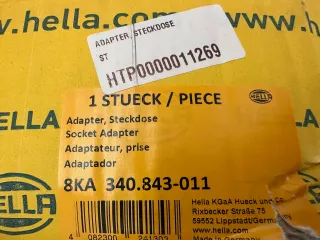 www.hella.com
HELLA
ADAPTER, STECKDOSE
ST
HTP0000011269
HELLA
1 STUECK / PIECE
Adapter, Steckdose
Socket Adapter
Adaptateur, prise
Adaptador
8KA 340.843-011
HELLA
Hella KGaA Hueck und
Rixbecker Straße 75
59552 Lippstadt/Germany
Made in Germany